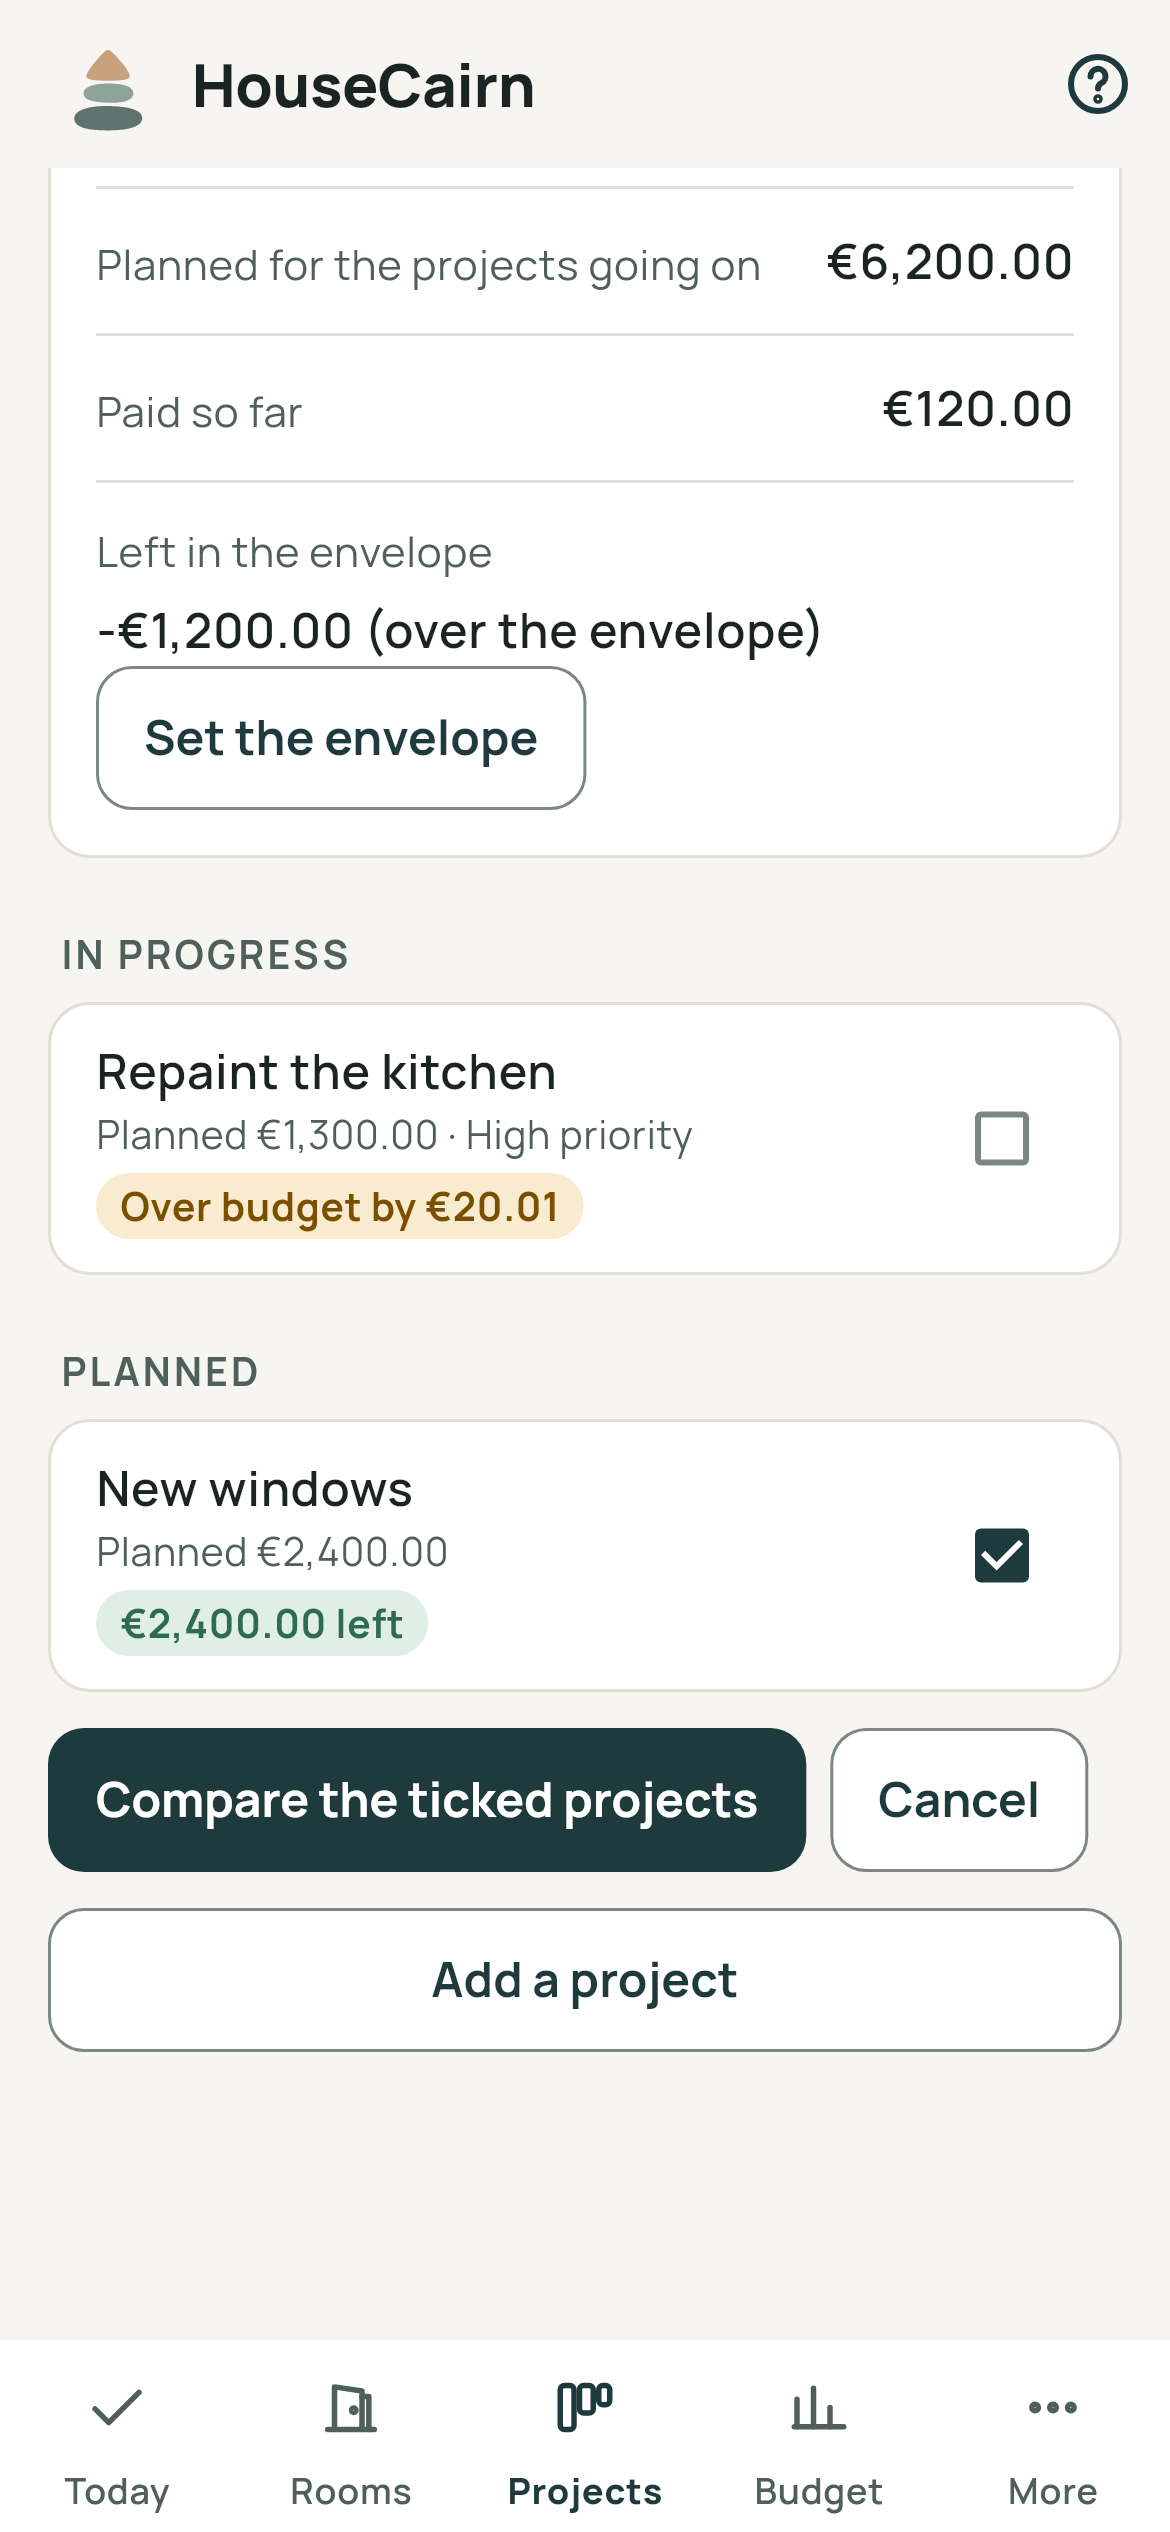 HouseCairn
Planned for the projects going on €6,200.00
Paid so far €120.00
Left in the envelope
-€1,200.00 (over the envelope)
Set the envelope
IN PROGRESS
Repaint the kitchen
Planned €1,300.00 · High priority
Over budget by €20.01
PLANNED
New windows
Planned €2,400.00
€2,400.00 left
Compare the ticked projects Cancel
Add a project
Today Rooms Projects Budget More